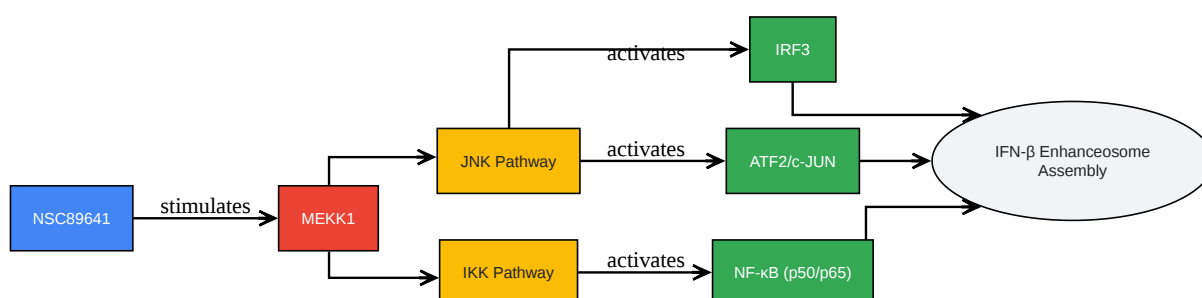 activates
IRF3
JNK Pathway
activates
ATF2/c-JUN
IFN-β Enhanceosome
Assembly
NSC89641
stimulates
MEKK1
IKK Pathway
activates
NF-κB (p50/p65)